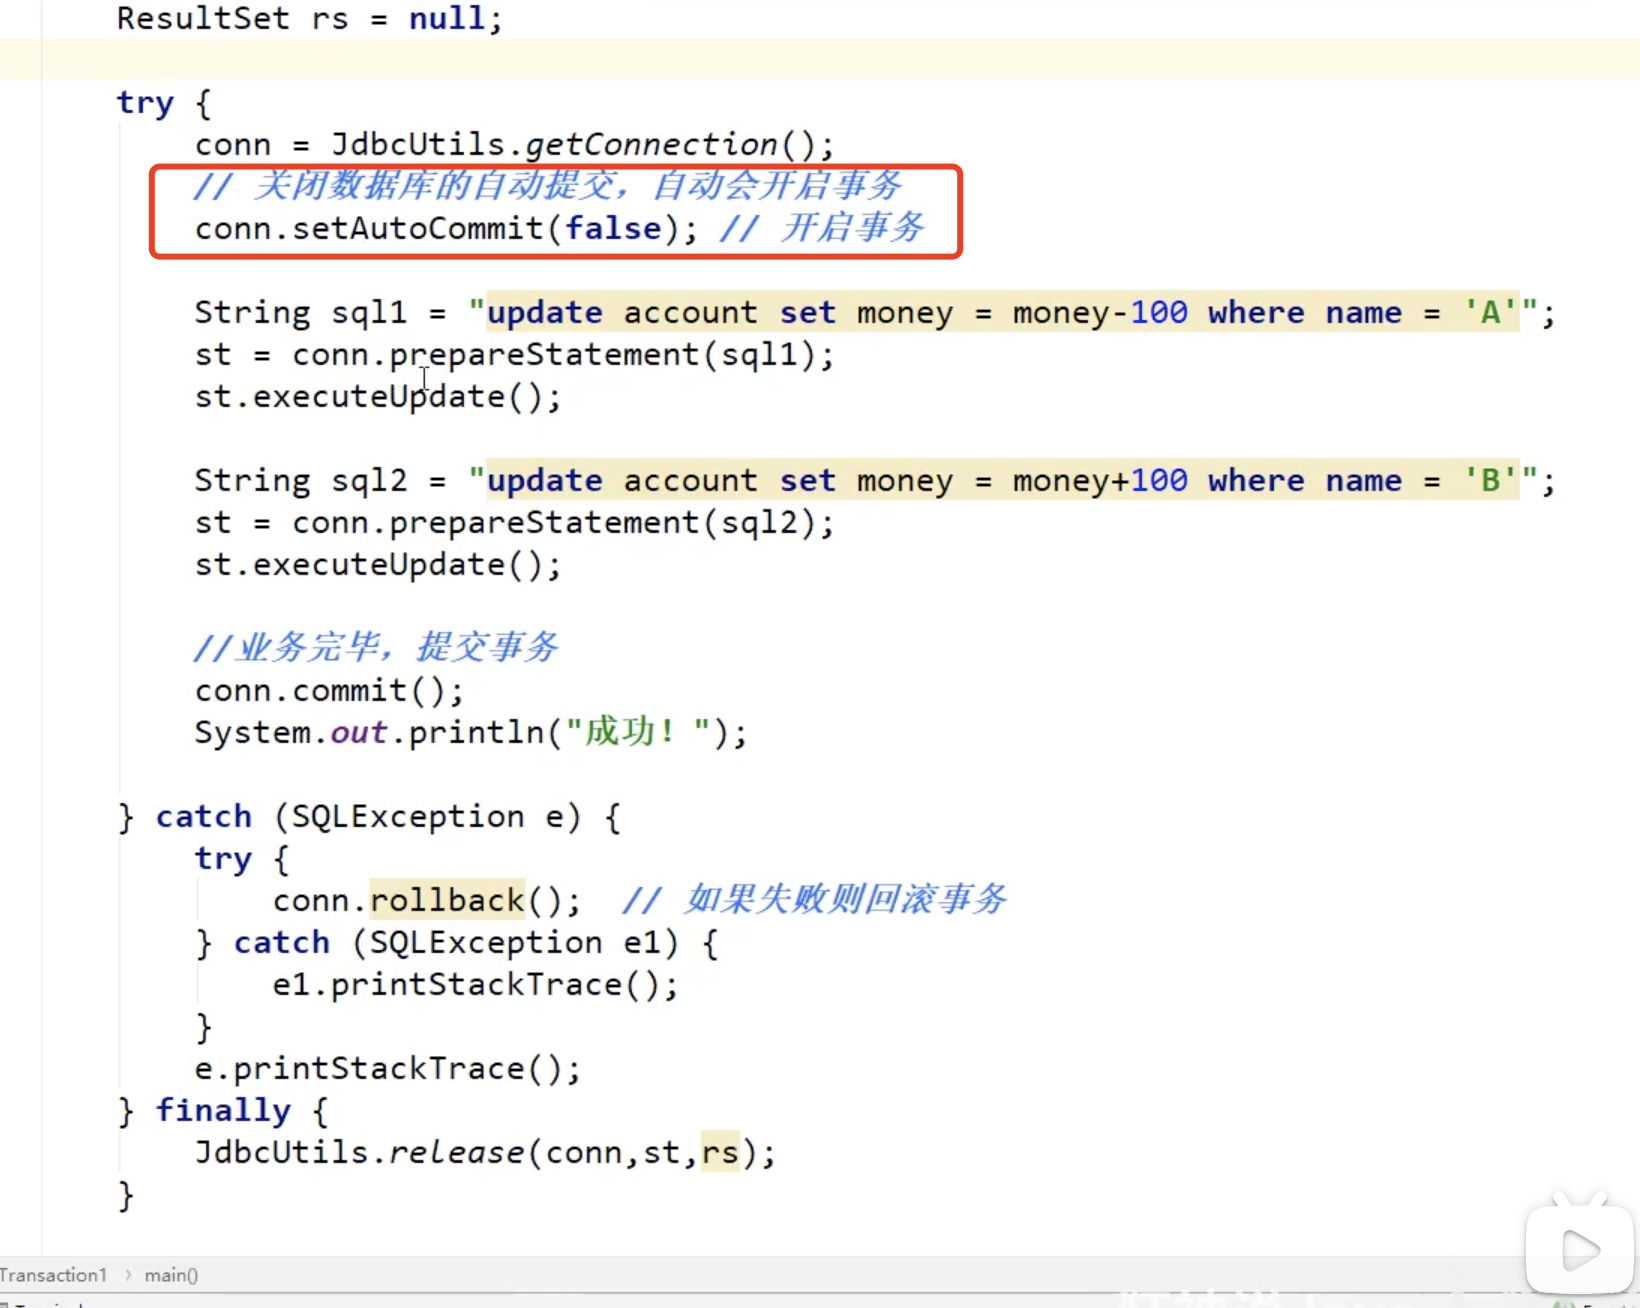 ResultSet rs = null;
try {
conn = JdbcUtils.getConnection();
// 关闭数据库的自动提交，自动会开启事务
conn.setAutoCommit(false); // 开启事务
String sql1 = "update account set money = money-100 where name = 'A'";
st = conn.prepareStatement(sql1);
st.executeUpdate();
String sql2 = "update account set money = money+100 where name = 'B'";
st = conn.prepareStatement(sql2);
st.executeUpdate();
//业务完毕，提交事务
conn.commit();
System.out.println("成功！");
} catch (SQLException e) {
try {
conn.rollback(); // 如果失败则回滚事务
} catch (SQLException e1) {
e1.printStackTrace();
}
e.printStackTrace();
} finally {
JdbcUtils.release(conn,st,rs);
}
Transaction1 › main()